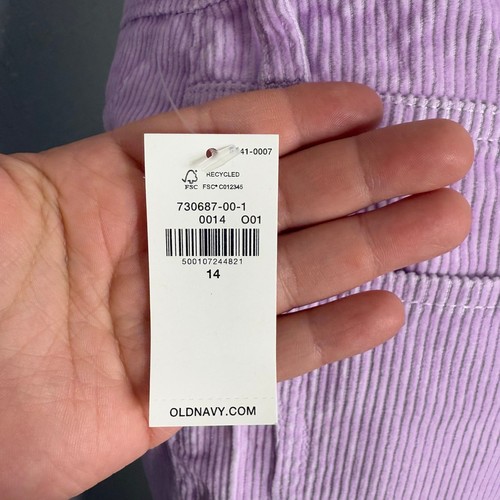 41-0007
RECYCLED
FSC
FSC® C012345
730687-00-1
0014 O01
500107244821
14
OLDNAVY.COM